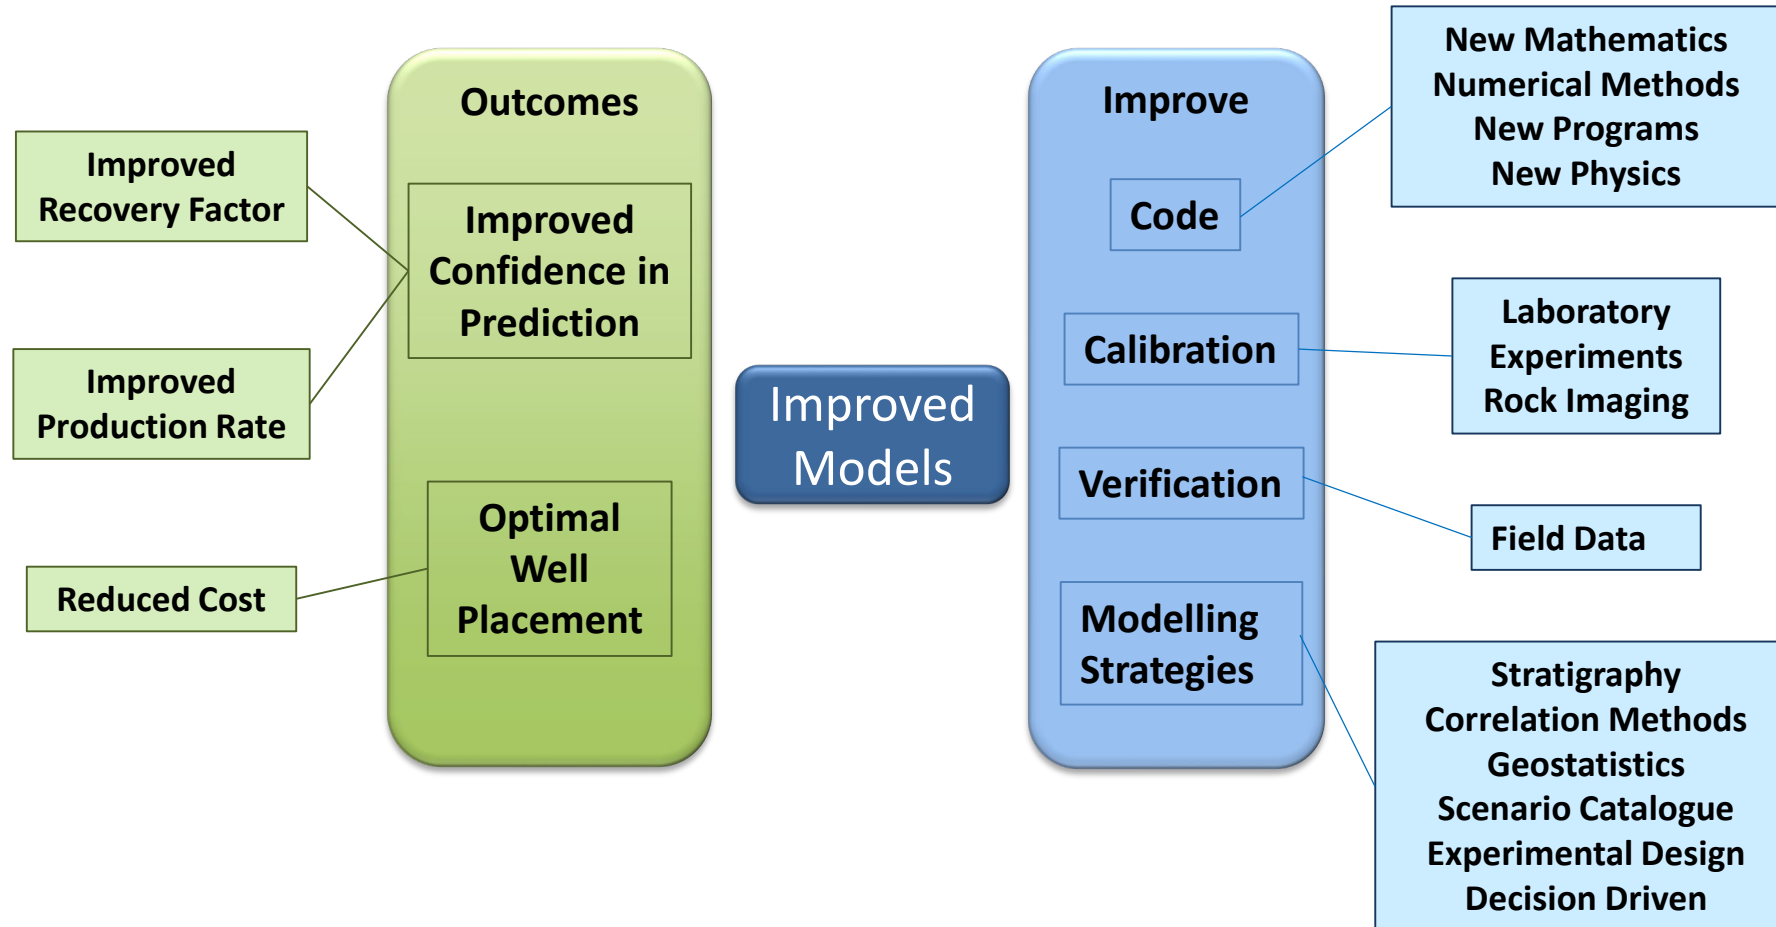 Outcomes
Improved
Recovery Factor
Improved
Confidence in
Prediction
Improved
Production Rate
Optimal
Well
Placement
Reduced Cost
Improved
Models
Improve
Code
New Mathematics
Numerical Methods
New Programs
New Physics
Calibration
Laboratory
Experiments
Rock Imaging
Verification
Field Data
Modelling
Strategies
Stratigraphy
Correlation Methods
Geostatistics
Scenario Catalogue
Experimental Design
Decision Driven